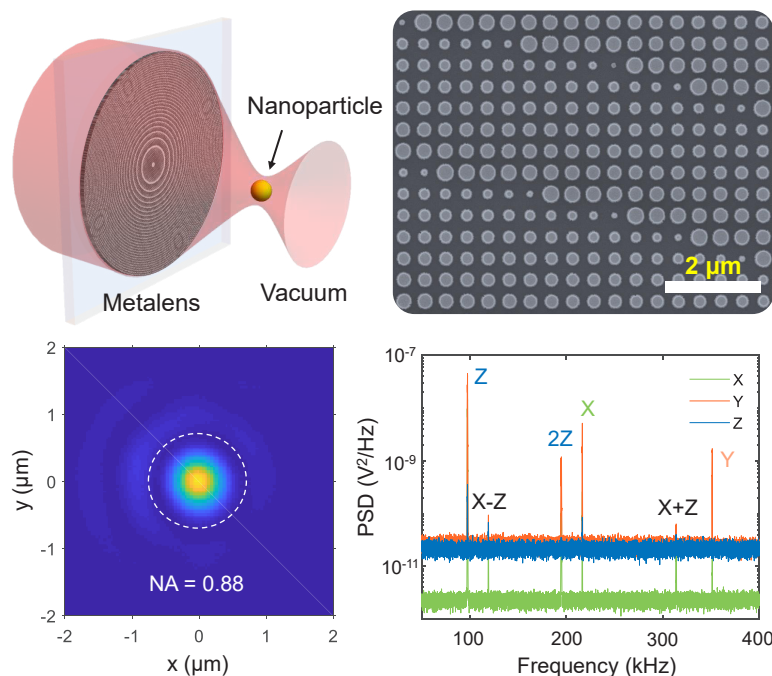 Nanoparticle
Metalens
Vacuum
2 μm
2
1
0
-1
-2
y (μm)
NA = 0.88
-2
-1
0
1
2
x (μm)
10-7
10-9
10-11
PSD (V2/Hz)
Z
X-Z
2Z
X
X+Z
Y
X
Y
Z
100
200
300
400
Frequency (kHz)